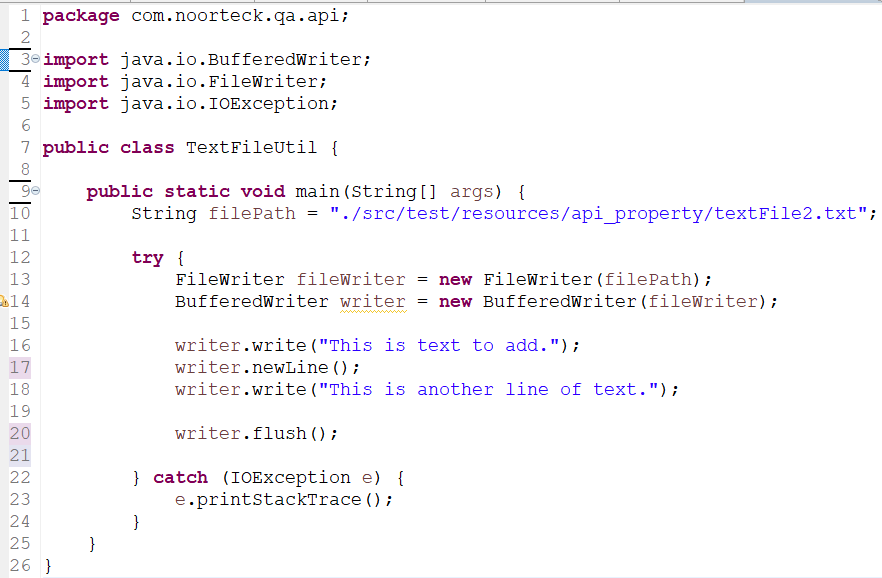 1 package com.noorteck.qa.api;
2
3 import java.io.BufferedWriter;
4 import java.io.FileWriter;
5 import java.io.IOException;
6
7 public class TextFileUtil {
8
9     public static void main(String[] args) {
10         String filePath = "./src/test/resources/api_property/textFile2.txt";
11
12         try {
13             FileWriter fileWriter = new FileWriter(filePath);
14             BufferedWriter writer = new BufferedWriter(fileWriter);
15
16             writer.write("This is text to add.");
17             writer.newLine();
18             writer.write("This is another line of text.");
19
20             writer.flush();
21
22         } catch (IOException e) {
23             e.printStackTrace();
24         }
25     }
26 }